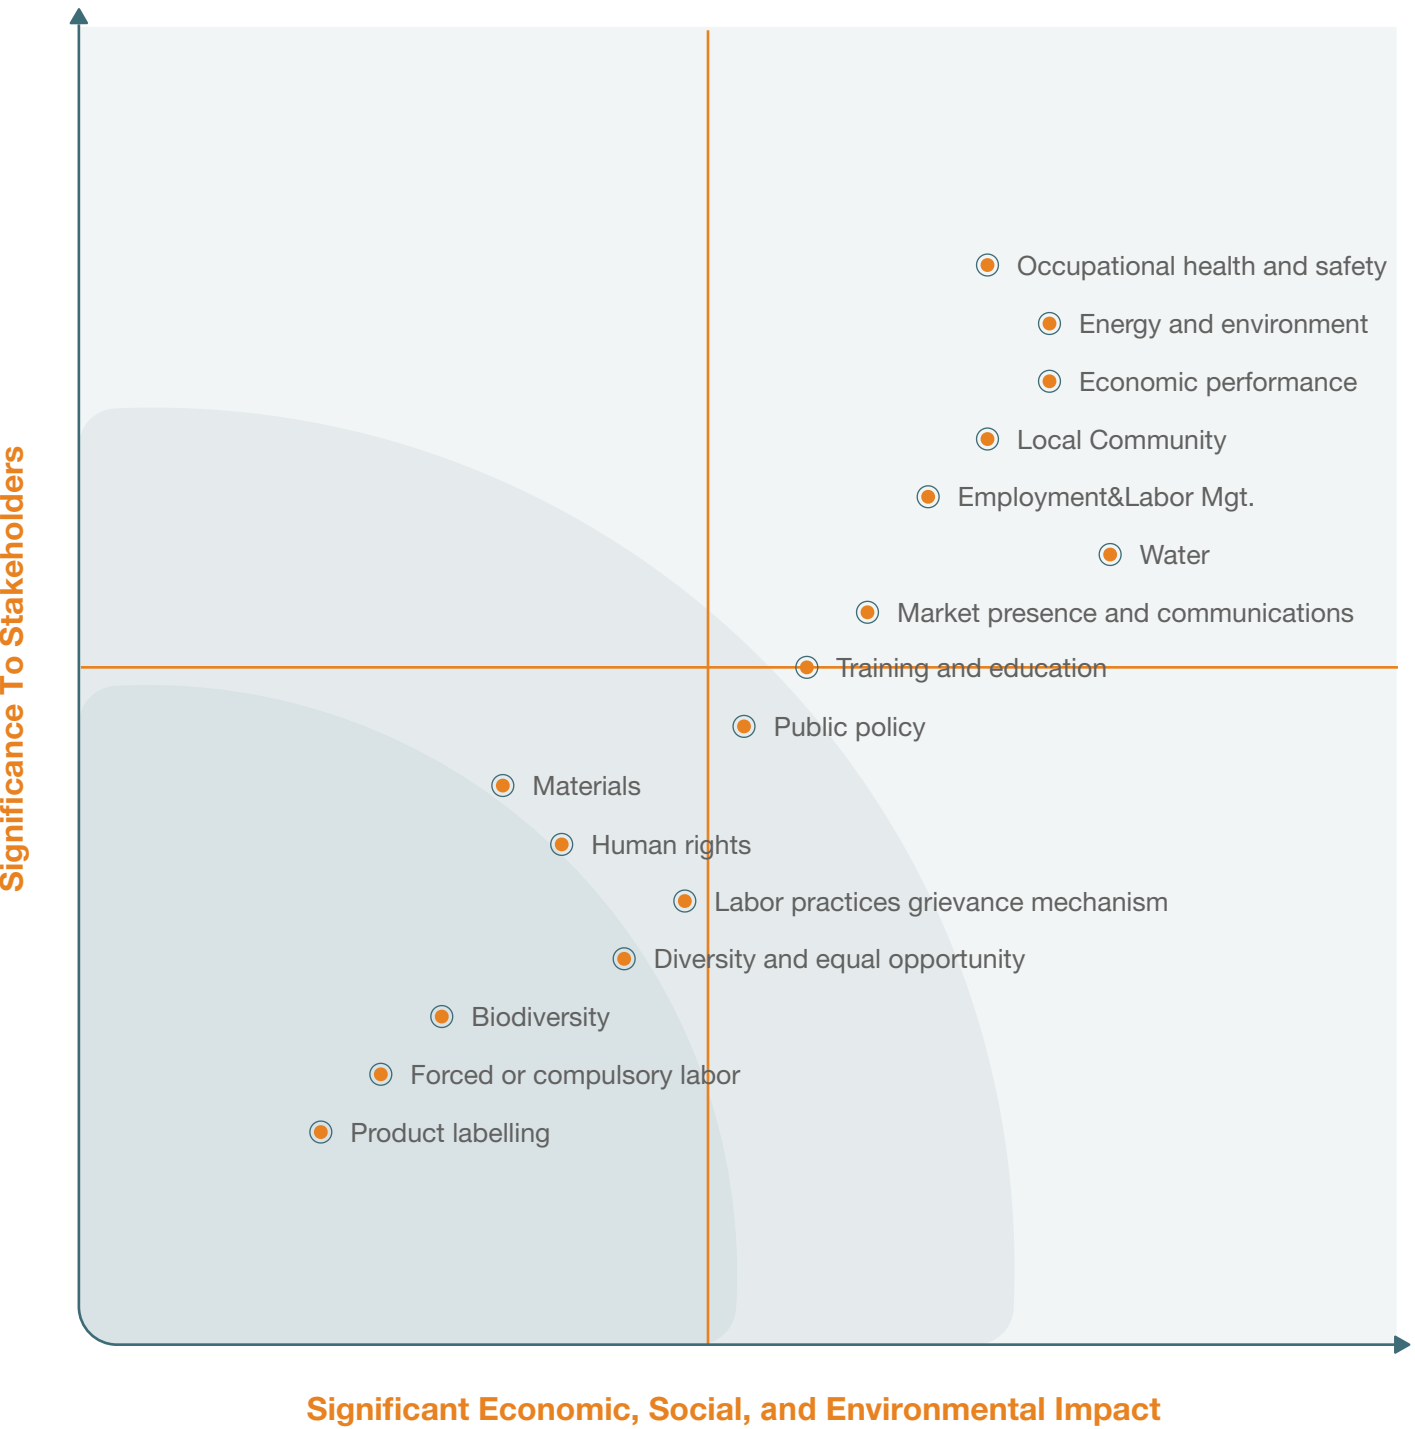 Significance To Stakeholders
Occupational health and safety
Energy and environment
Economic performance
Local Community
Employment&Labor Mgt.
Water
Market presence and communications
Training and education
Public policy
Materials
Human rights
Labor practices grievance mechanism
Diversity and equal opportunity
Biodiversity
Forced or compulsory labor
Product labelling
Significant Economic, Social, and Environmental Impact